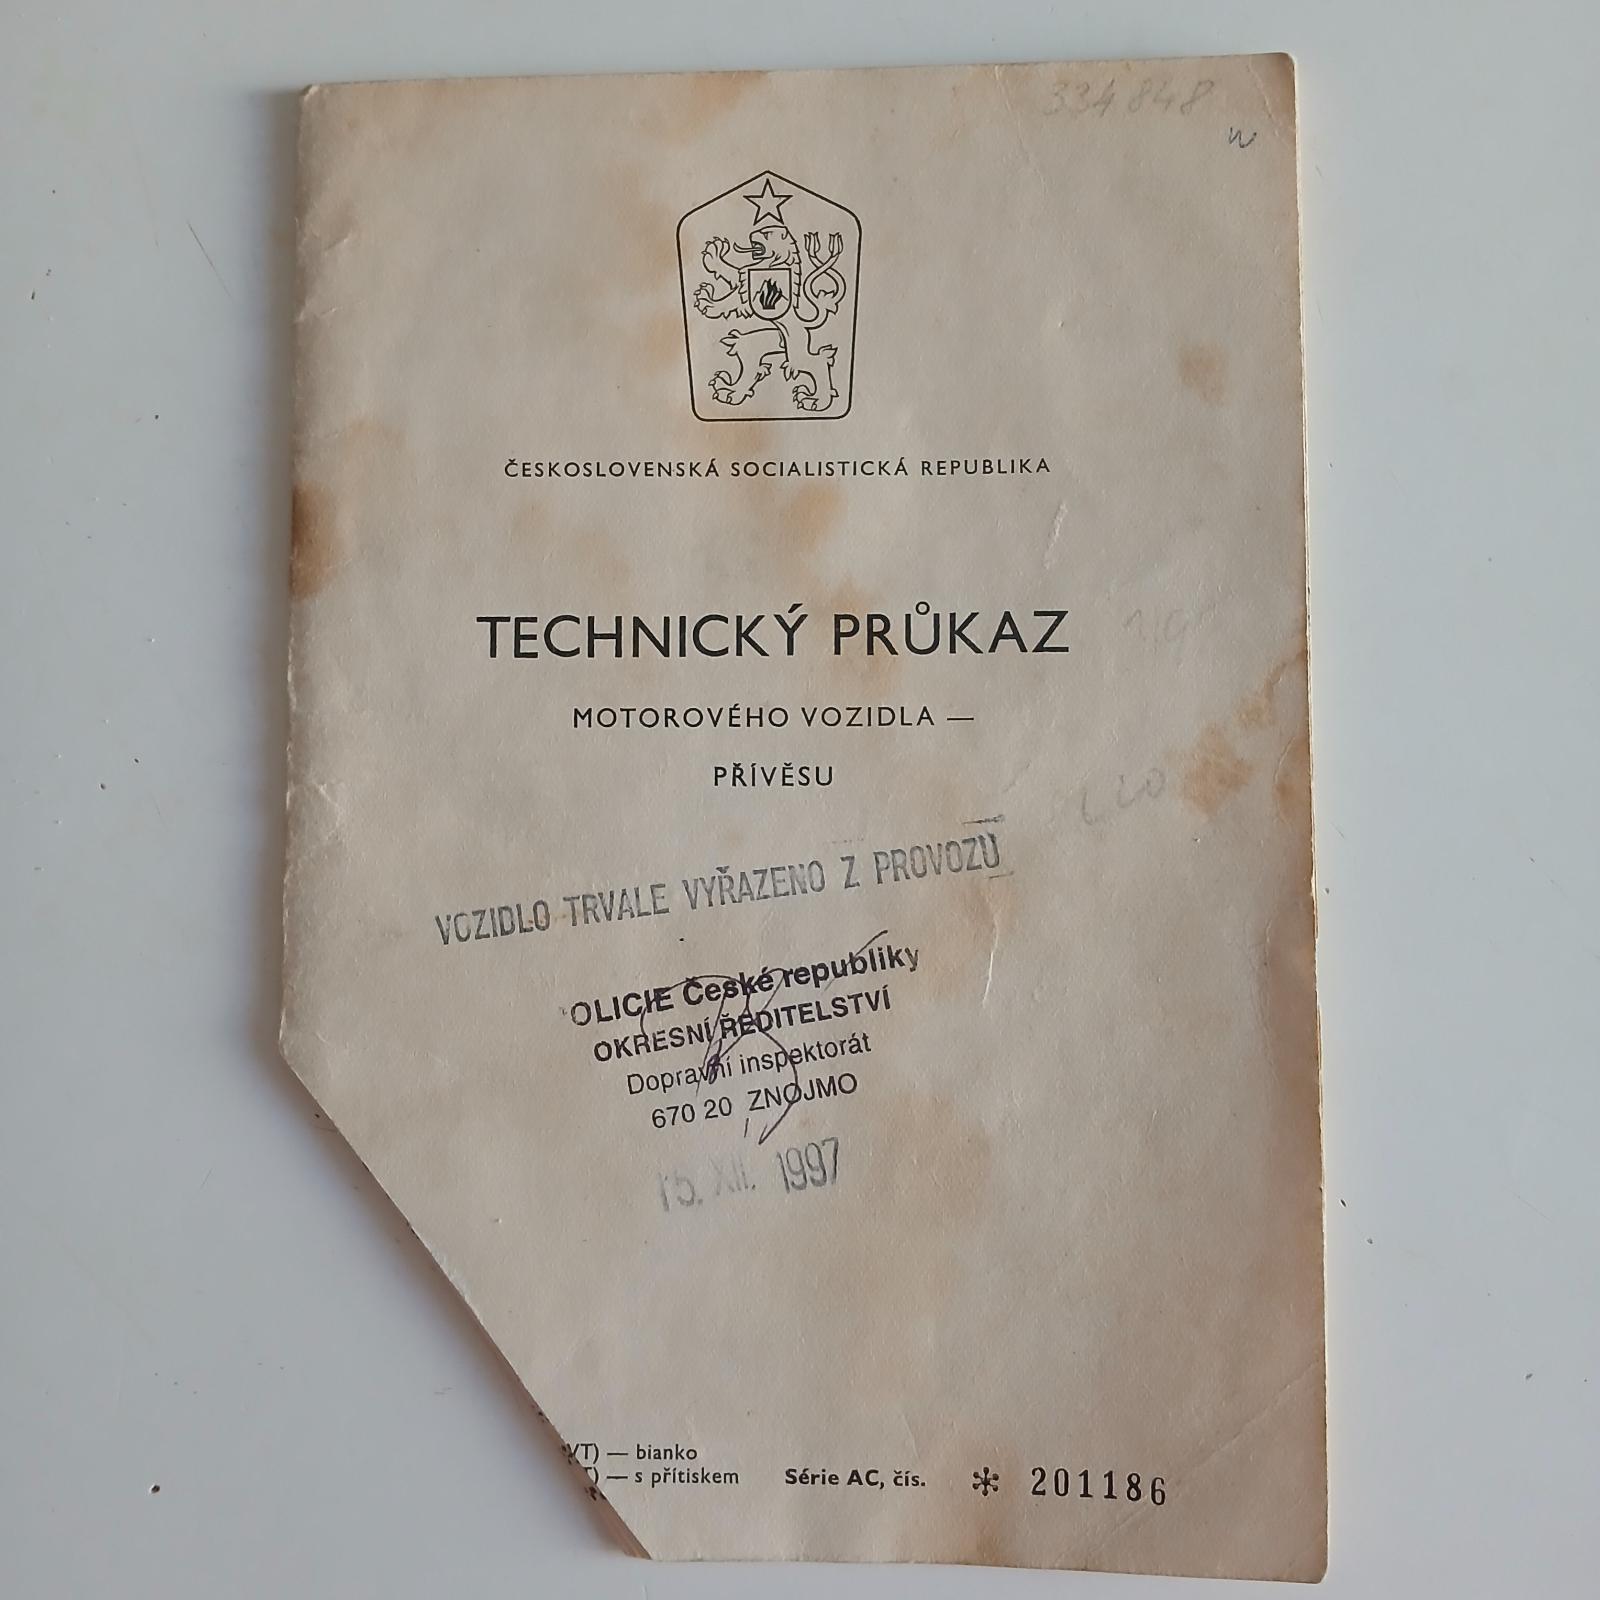 334848
ČESKOSLOVENSKÁ SOCIALISTICKÁ REPUBLIKA
TECHNICKÝ PRŮKAZ
MOTOROVÉHO VOZIDLA —
PŘÍVĚSU
VOZIDLO TRVALE VYŘAZENO Z PROVOZU
OLICIE České republiky
OKRESNÍ ŘEDITELSTVÍ
Dopravní inspektorát
670 20 ZNOJMO
15. XII. 1997
VT) — bianko
T) — s přítiskem Série AC, čís. * 201186